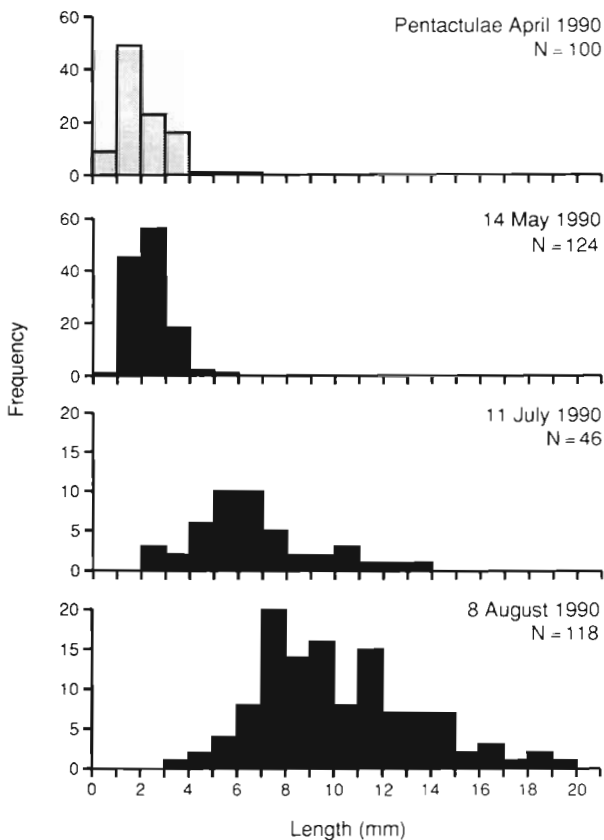 Pentactulae April 1990
N = 100
60
40
20
0
14 May 1990
N = 124
60
40
20
0
Frequency
11 July 1990
N = 46
20
15
10
5
0
8 August 1990
N = 118
20
15
10
5
0
0 2 4 6 8 10 12 14 16 18 20
Length (mm)